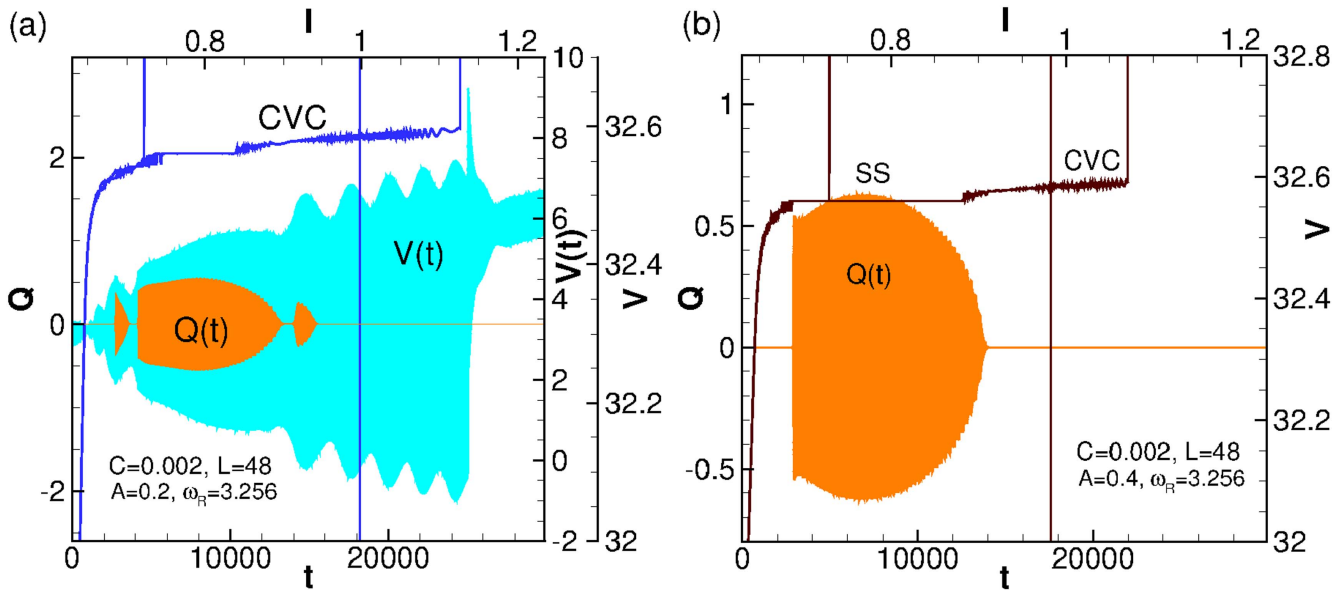 (a)
I
0.8 1 1.2
10
8
6
4
2
0
-2
V(t)
32.6
32.4
32.2
32
V
2
0
-2
Q
CVC
V(t)
Q(t)
C=0.002, L=48
A=0.2, ωR=3.256
0 10000 20000
t
(b)
I
0.8 1 1.2
32.8
32.6
32.4
32.2
32
V
1
0.5
0
-0.5
Q
SS
CVC
Q(t)
C=0.002, L=48
A=0.4, ωR=3.256
0 10000 20000
t